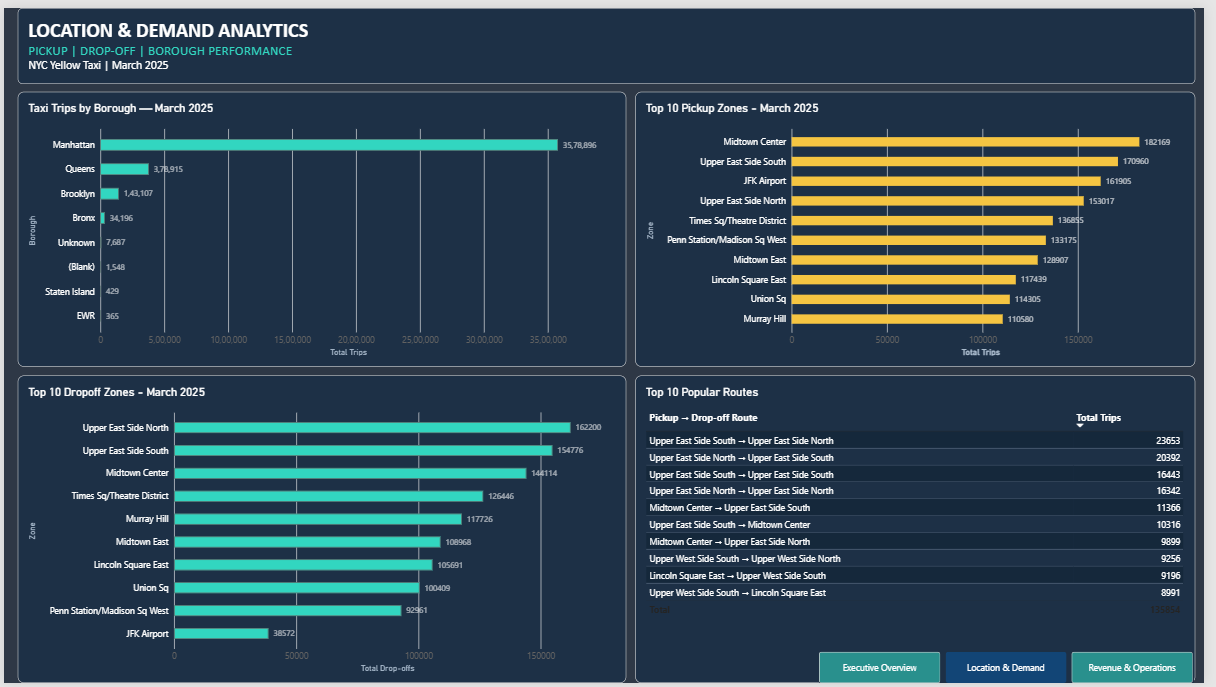 LOCATION & DEMAND ANALYTICS
PICKUP | DROP-OFF | BOROUGH PERFORMANCE
NYC Yellow Taxi | March 2025
Taxi Trips by Borough — March 2025
Borough
Manhattan 35,78,896
Queens 3,78,915
Brooklyn 1,43,107
Bronx 34,196
Unknown 7,687
(Blank) 1,548
Staten Island 429
EWR 365
0 5,00,000 10,00,000 15,00,000 20,00,000 25,00,000 30,00,000 35,00,000
Total Trips
Top 10 Pickup Zones - March 2025
Zone
Midtown Center 182169
Upper East Side South 170960
JFK Airport 161905
Upper East Side North 153017
Times Sq/Theatre District 136855
Penn Station/Madison Sq West 133175
Midtown East 128907
Lincoln Square East 117439
Union Sq 114305
Murray Hill 110580
0 50000 100000 150000
Total Trips
Top 10 Dropoff Zones - March 2025
Zone
Upper East Side North 162200
Upper East Side South 154776
Midtown Center 144114
Times Sq/Theatre District 126446
Murray Hill 117726
Midtown East 108968
Lincoln Square East 105691
Union Sq 100409
Penn Station/Madison Sq West 92961
JFK Airport 38572
0 50000 100000 150000
Total Drop-offs
Top 10 Popular Routes
Pickup → Drop-off Route Total Trips
Upper East Side South → Upper East Side North 23653
Upper East Side North → Upper East Side South 20392
Upper East Side South → Upper East Side South 16443
Upper East Side North → Upper East Side North 16342
Midtown Center → Upper East Side South 11366
Upper East Side South → Midtown Center 10316
Midtown Center → Upper East Side North 9899
Upper West Side South → Upper West Side North 9256
Lincoln Square East → Upper West Side South 9196
Upper West Side South → Lincoln Square East 8991
Total
Executive Overview
Location & Demand
Revenue & Operations